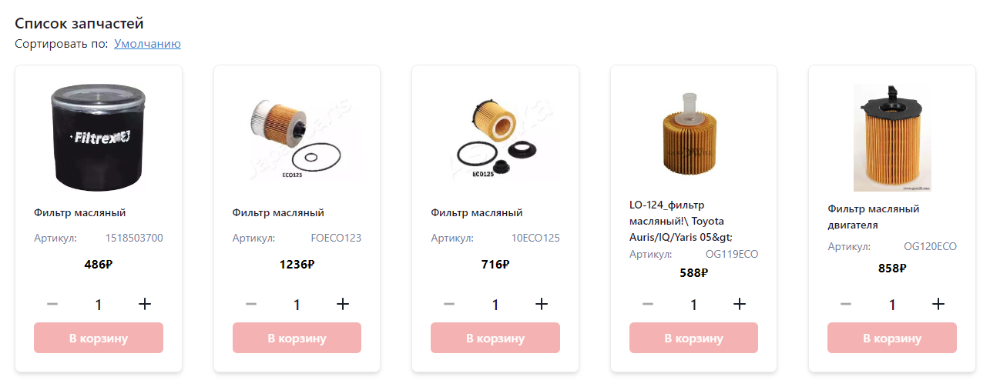 Список запчастей
Сортировать по: Умолчанию
Filtrex
ECO123
ECO125
Фильтр масляный
Артикул: 1518503700
486₽
1
В корзину
Фильтр масляный
Артикул: FOECO123
1236₽
1
В корзину
Фильтр масляный
Артикул: 10ECO125
716₽
1
В корзину
LO-124_фильтр
масляный!\ Toyota
Auris/IQ/Yaris 05&gt;
Артикул: OG119ECO
588₽
1
В корзину
Фильтр масляный
двигателя
Артикул: OG120ECO
858₽
1
В корзину